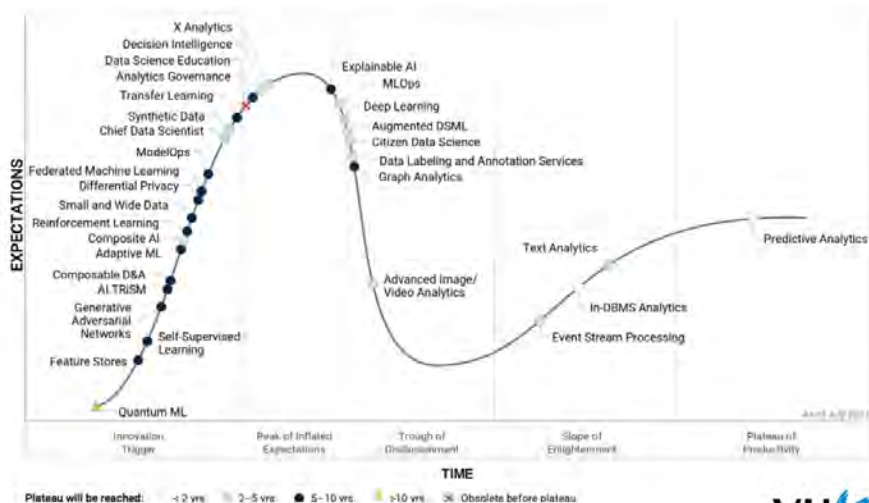 X Analytics
Decision Intelligence
Data Science Education
Analytics Governance
Transfer Learning
Synthetic Data
Chief Data Scientist
ModelOps
Federated Machine Learning
Differential Privacy
Small and Wide Data
Reinforcement Learning
Composite AI
Adaptive ML
Composable D&A
AI TRiSM
Generative
Adversarial
Networks
Self-Supervised
Learning
Feature Stores
Quantum ML
Explainable AI
MLOps
Deep Learning
Augmented DSML
Citizen Data Science
Data Labeling and Annotation Services
Graph Analytics
Advanced Image/
Video Analytics
Text Analytics
In-DBMS Analytics
Event Stream Processing
Predictive Analytics
EXPECTATIONS
As of July
Innovation
Trigger
Peak of Inflated
Expectations
Trough of
Disillusionment
Slope of
Enlightenment
Plateau of
Productivity
TIME
Plateau will be reached: < 2 yrs 2–5 yrs 5–10 yrs >10 yrs Obsolete before plateau